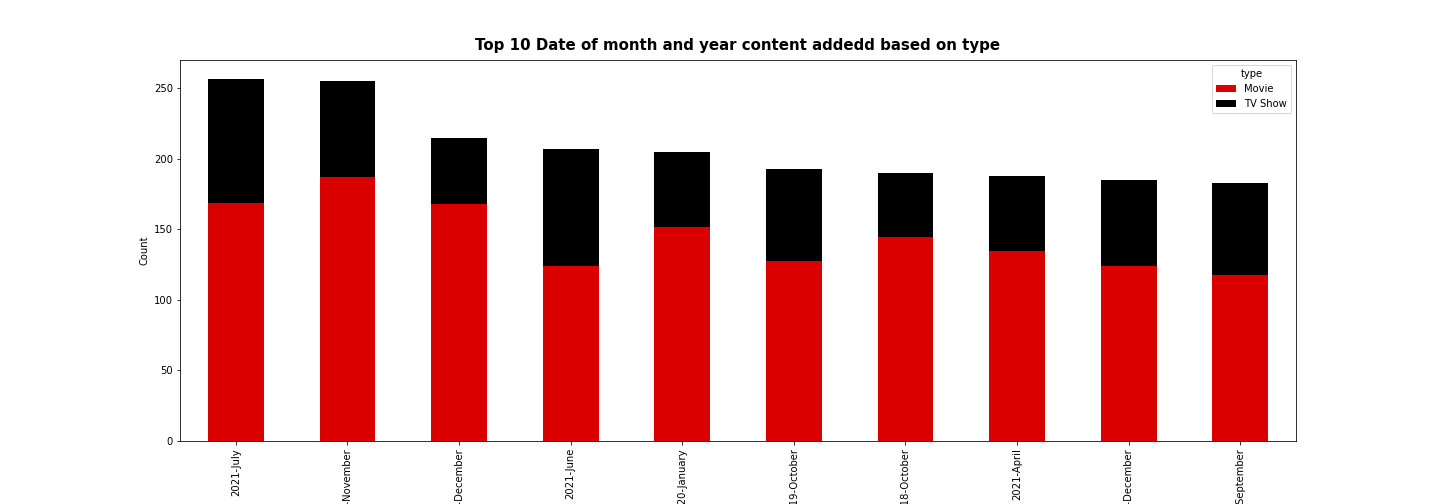 Top 10 Date of month and year content addedd based on type
type
Movie
TV Show
Count
250
200
150
100
50
0
2021-July
-November
-December
2021-June
20-January
19-October
18-October
2021-April
-December
September